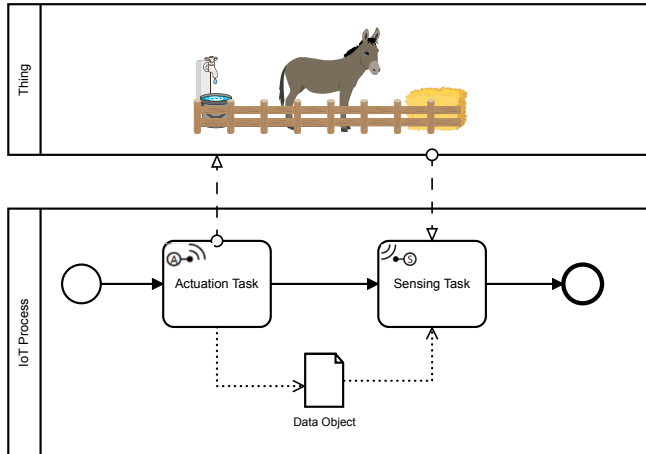 Thing
IoT Process
A
Actuation Task
S
Sensing Task
Data Object